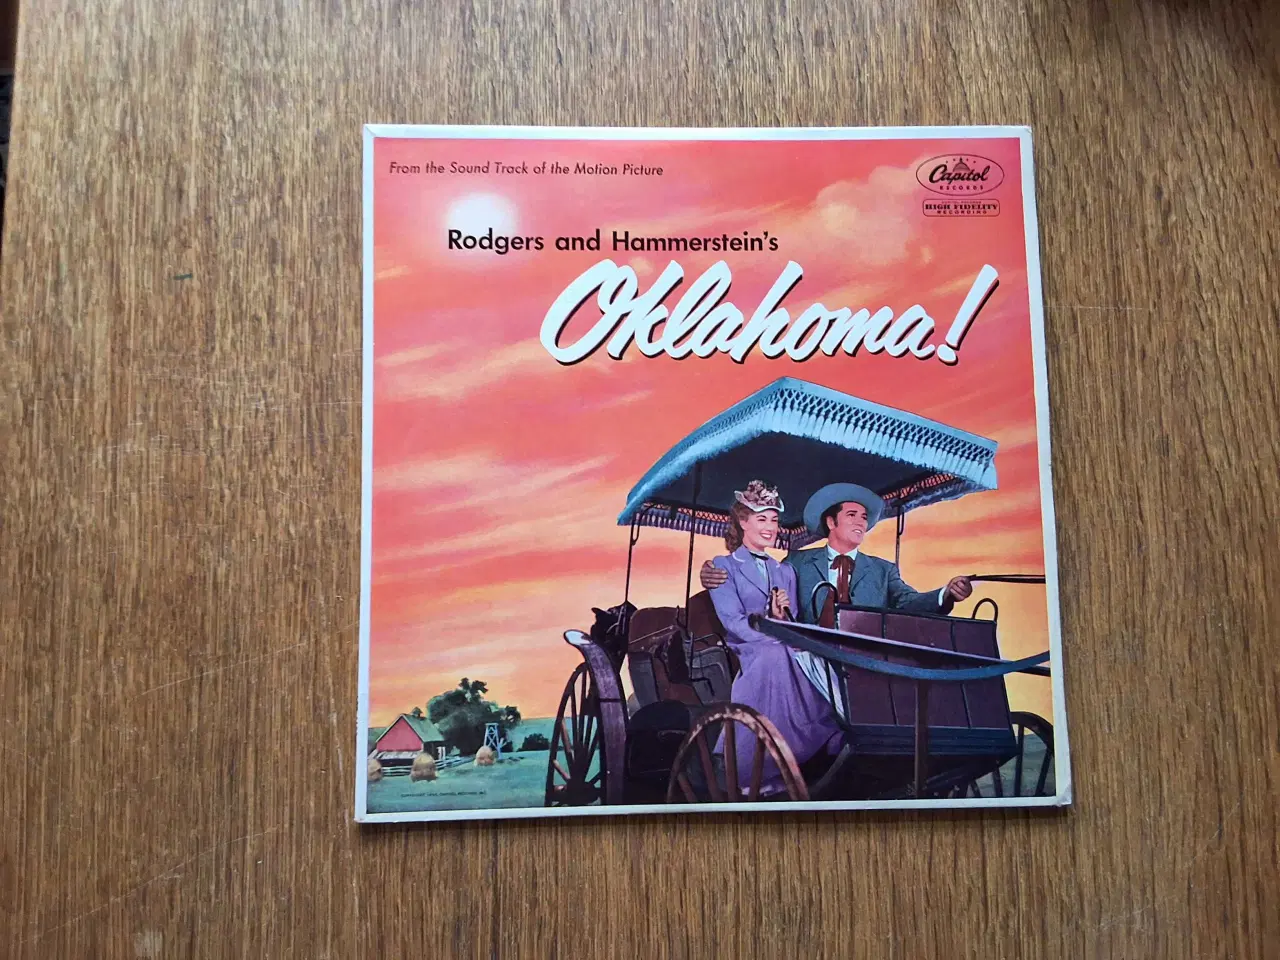 From the Sound Track of the Motion Picture
Capitol
RECORDS
HIGH FIDELITY
RECORDING
Rodgers and Hammerstein's
Oklahoma!